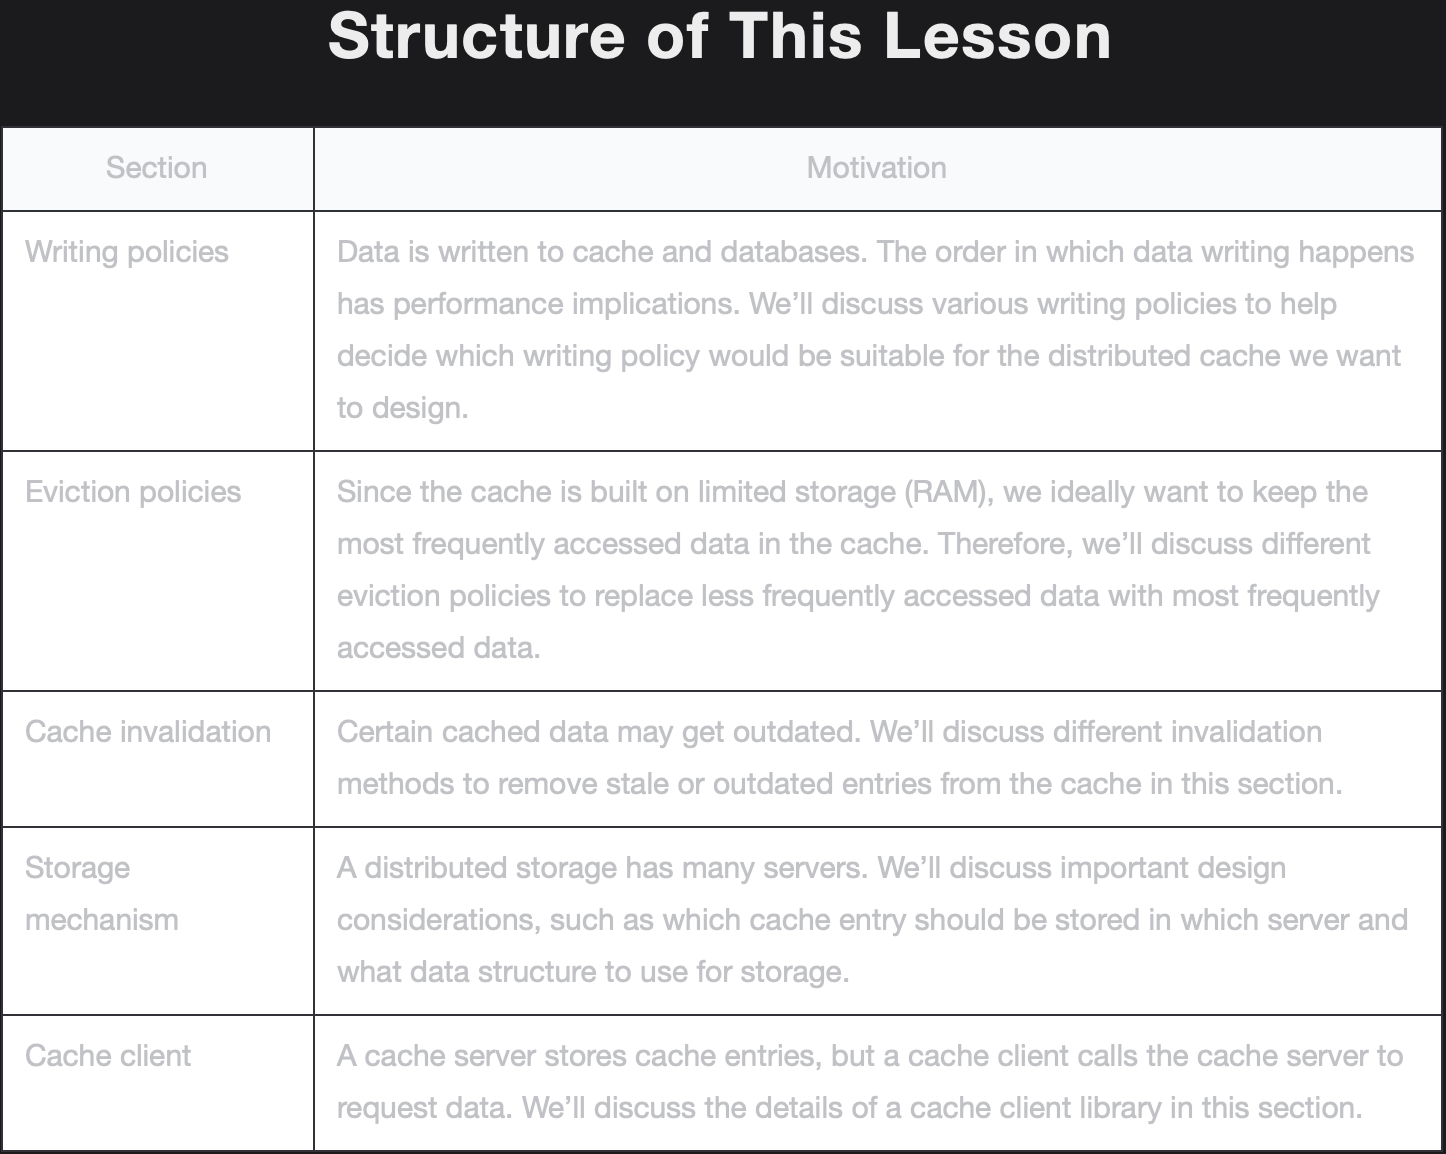 Structure of This Lesson
Section
Motivation
Writing policies
Data is written to cache and databases. The order in which data writing happens
has performance implications. We’ll discuss various writing policies to help
decide which writing policy would be suitable for the distributed cache we want
to design.
Eviction policies
Since the cache is built on limited storage (RAM), we ideally want to keep the
most frequently accessed data in the cache. Therefore, we’ll discuss different
eviction policies to replace less frequently accessed data with most frequently
accessed data.
Cache invalidation
Certain cached data may get outdated. We’ll discuss different invalidation
methods to remove stale or outdated entries from the cache in this section.
Storage
mechanism
A distributed storage has many servers. We’ll discuss important design
considerations, such as which cache entry should be stored in which server and
what data structure to use for storage.
Cache client
A cache server stores cache entries, but a cache client calls the cache server to
request data. We’ll discuss the details of a cache client library in this section.